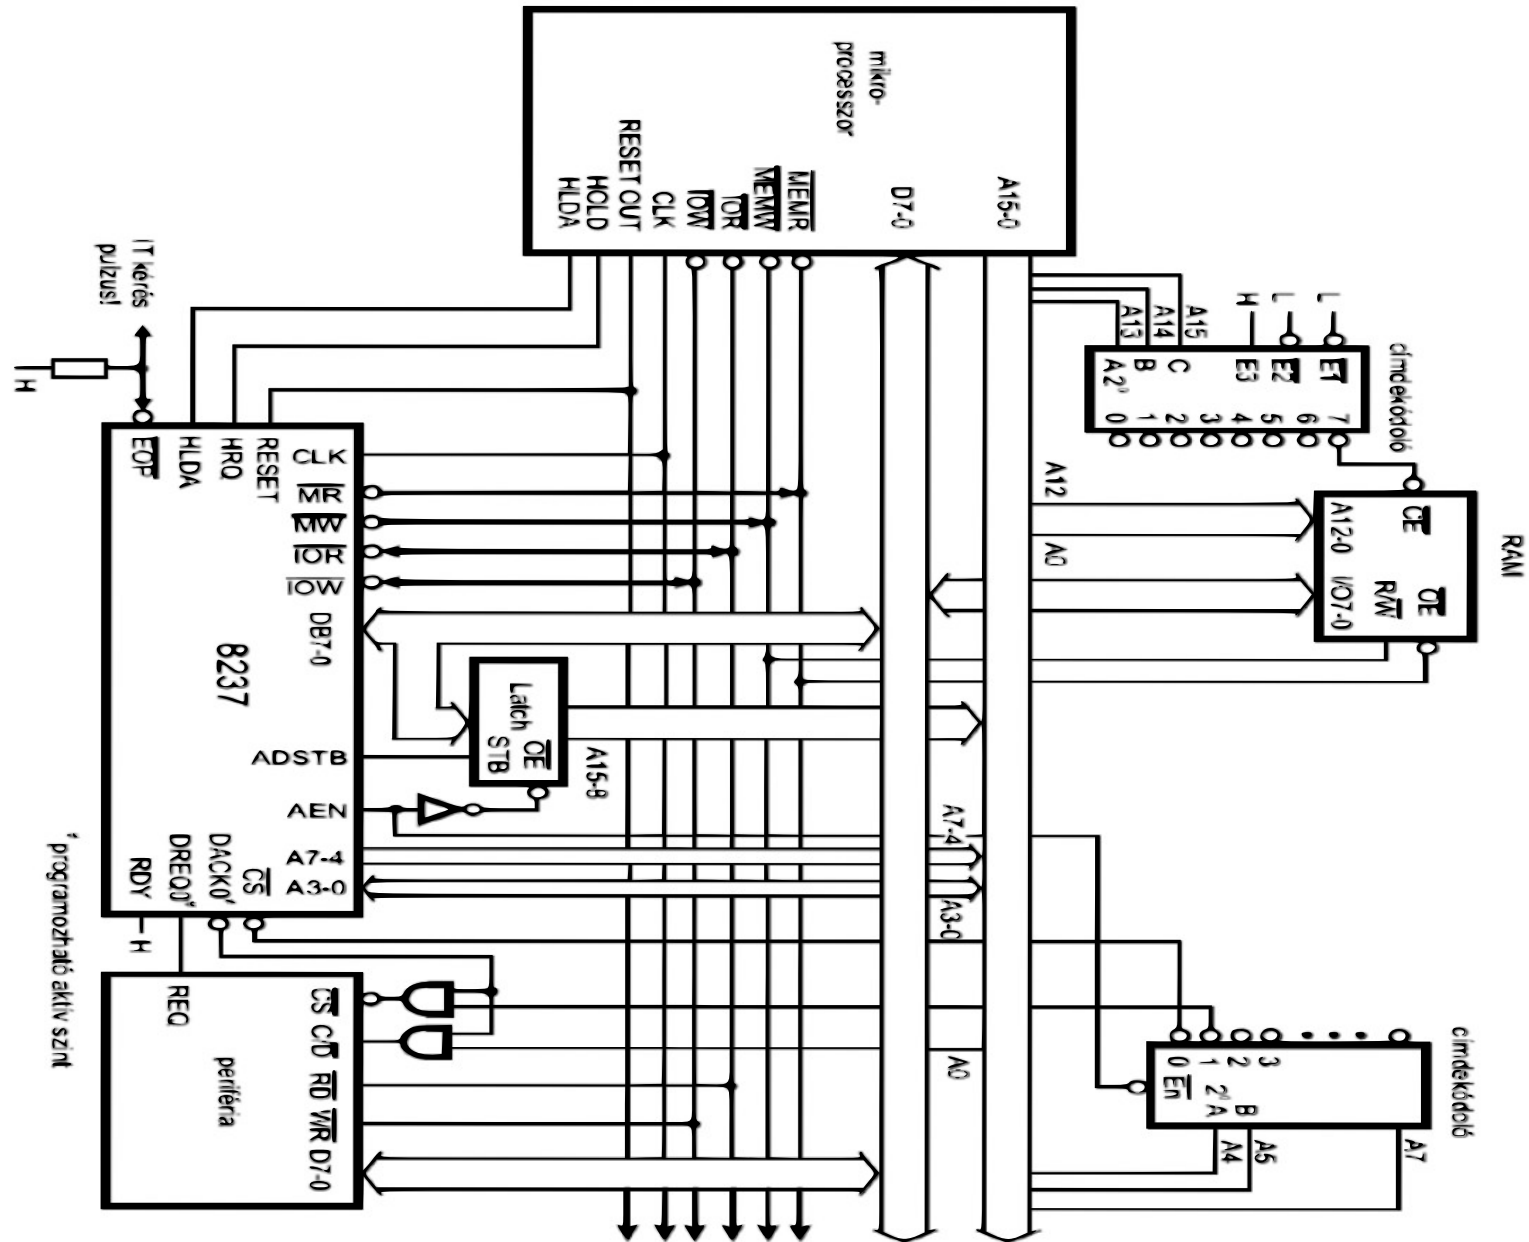 mikro-
processzor
RESET OUT
HOLD
HLDA
CLK
IOW
IOR
MEMW
MEMR
D7-0
A15-0
IT kérés
pulzus!
H
A13
A14
A15
H
L
L
címdekódoló
E1
E2
E3
C
B
A 2⁰
0
1
2
3
4
5
6
7
A12
A0
RAM
CE
A12-0
I/O7-0
R/W
OE
EOP
HLDA
HRQ
RESET
CLK
MR
MW
IOR
IOW
DB7-0
8237
ADSTB
AEN
A7-4
A3-0
CS
DACK0*
DREQ0*
RDY
H
Latch
STB
OE
A15-8
A7-4
A3-0
A0
* programozható aktív szint
REQ
CS
C/D
RD
WR
D7-0
periféria
címdekódoló
0
1
2
3
. . .
En
2⁰
A
B
A4
A5
A7